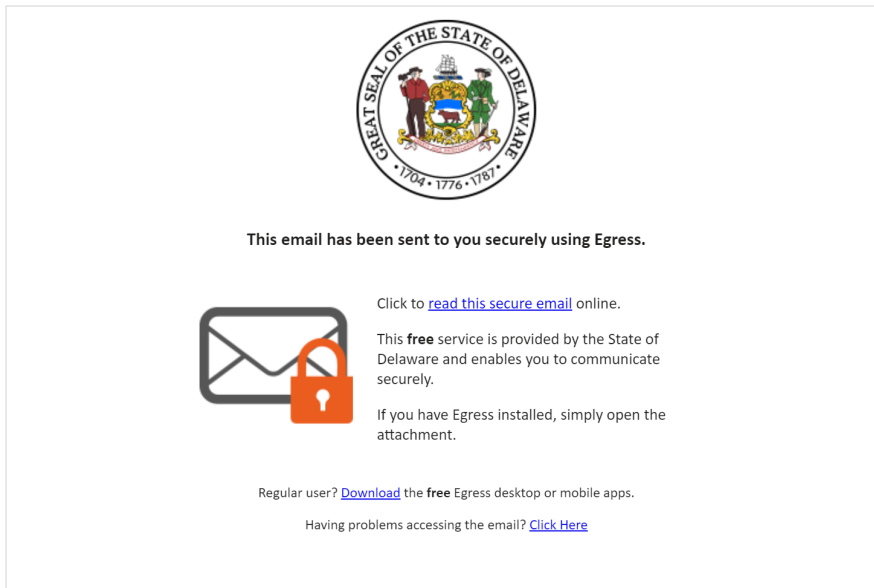 GREAT SEAL OF THE STATE OF DELAWARE
• 1704 • 1776 • 1787 •
This email has been sent to you securely using Egress.
Click to read this secure email online.
This free service is provided by the State of
Delaware and enables you to communicate
securely.
If you have Egress installed, simply open the
attachment.
Regular user? Download the free Egress desktop or mobile apps.
Having problems accessing the email? Click Here